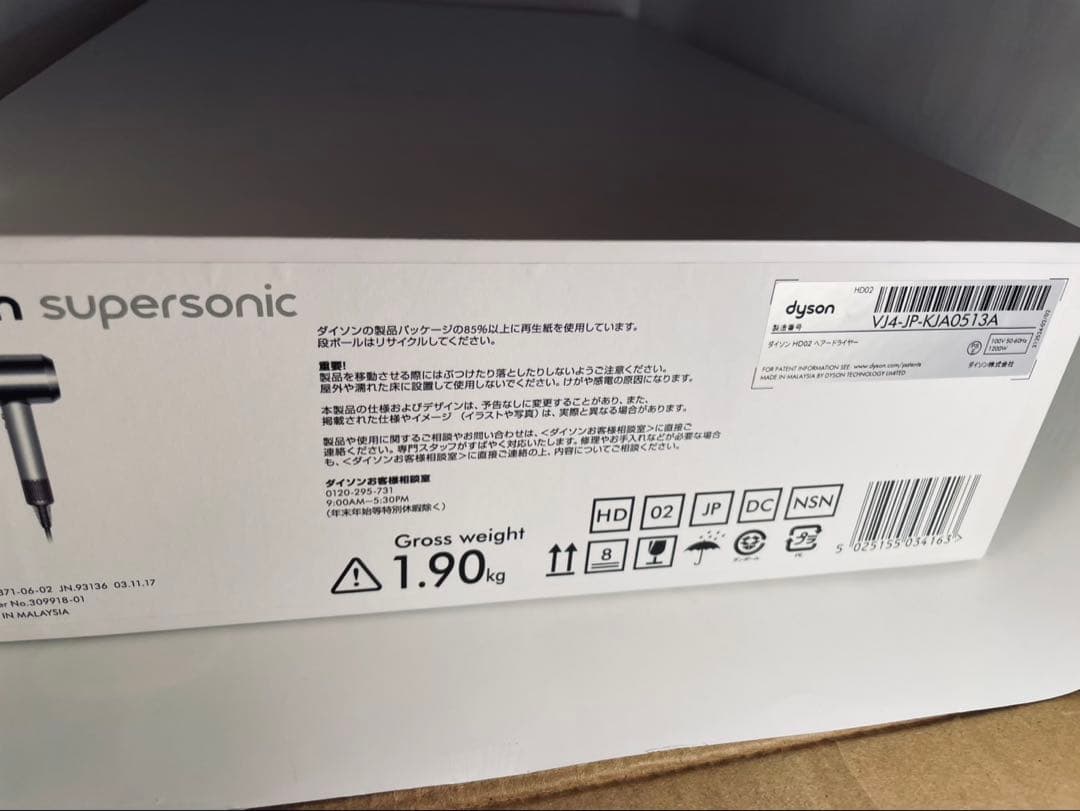 n supersonic
ダイソンの製品パッケージの85%以上に再生紙を使用しています。
段ボールはリサイクルしてください。
重要!
製品を移動させる際にはぶつけたり落としたりしないようご注意ください。
屋外や濡れた床に設置して使用しないでください。けがや感電の原因になります。
本製品の仕様およびデザインは、予告なしに変更することがあり、また、
掲載された仕様やイメージ（イラストや写真）は、実際と異なる場合があります。
製品や使用に関するご相談やお問い合わせは、<ダイソンお客様相談室>に直接ご
連絡ください。専門スタッフがすばやく対応いたします。修理やお手入れなどが必要な場合
も、<ダイソンお客様相談室>に直接ご連絡の上、内容についてご相談ください。
ダイソンお客様相談室
0120-295-731
9:00AM~5:30PM
(年末年始等特別休暇除く)
Gross weight
1.90kg
HD 02 JP DC NSN
8
ダンボール
PE
5 025155 034163>
dyson
HD02
製造番号
VJ4-JP-KJA0513A
ダイソン HD02 ヘアードライヤー
PS E
100V 50-60Hz
1200W
FOR PATENT INFORMATION SEE: www.dyson.com/patents
MADE IN MALAYSIA BY DYSON TECHNOLOGY LIMITED
ダイソン株式会社
371-06-02 JN.93136 03.11.17
er No.309918-01
IN MALAYSIA